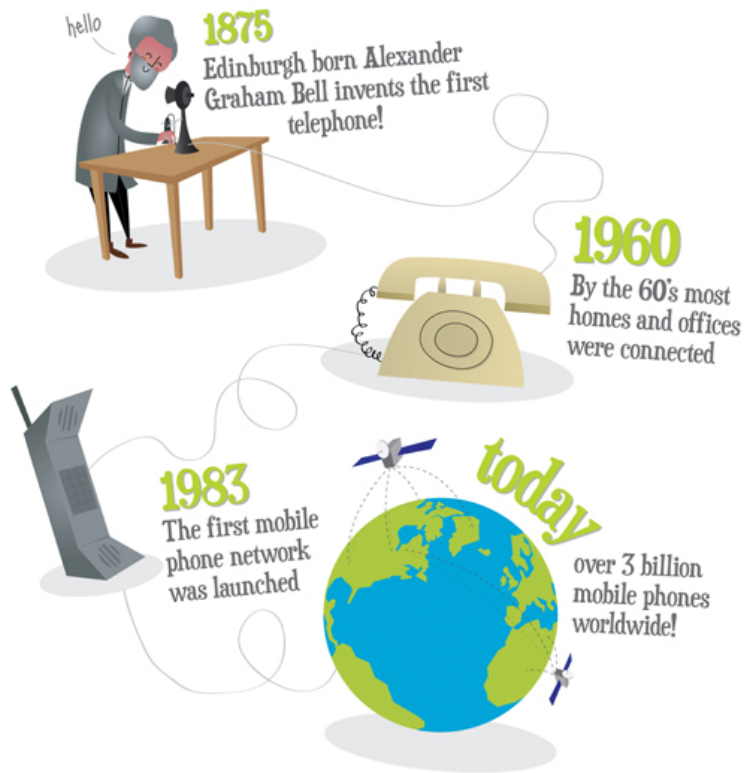 hello
1875
Edinburgh born Alexander
Graham Bell invents the first
telephone!
1960
By the 60's most
homes and offices
were connected
1983
The first mobile
phone network
was launched
today
over 3 billion
mobile phones
worldwide!